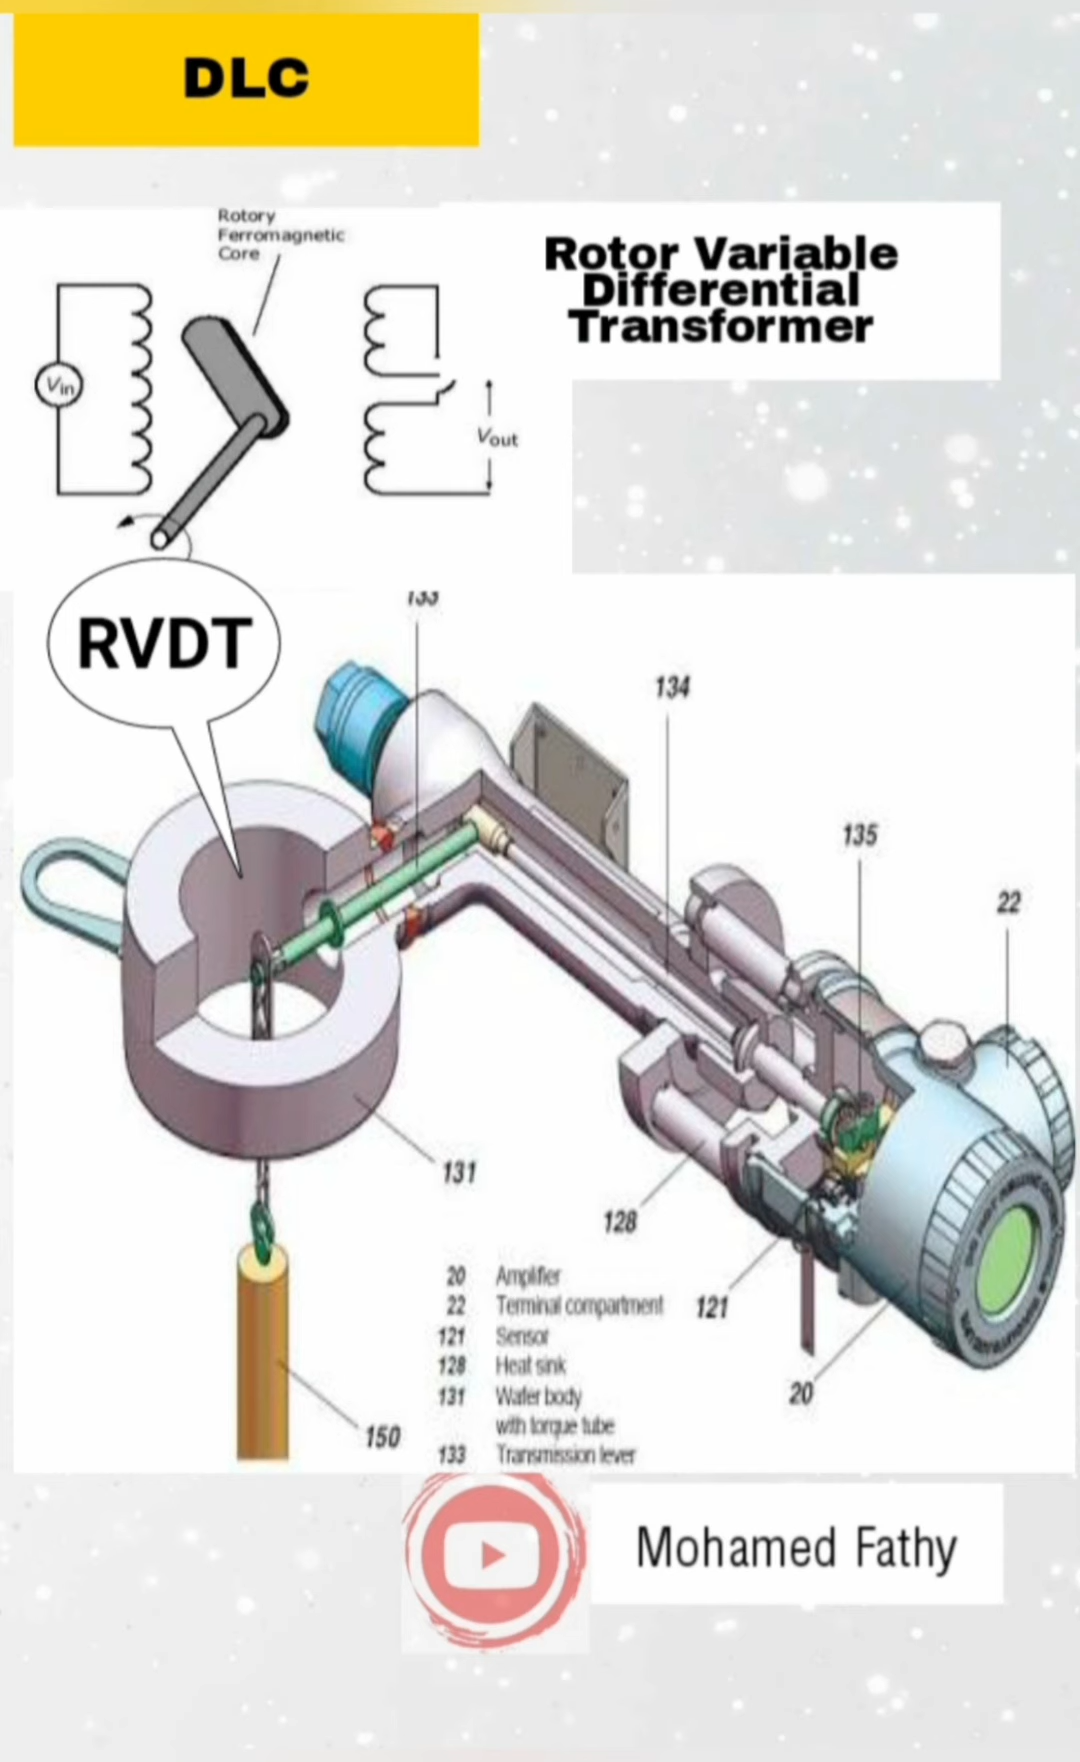 DLC
Rotory
Ferromagnetic
Core
Rotor Variable
Differential
Transformer
Vin
Vout
RVDT
133
134
135
22
131
128
121
20
150
20 Amplifier
22 Terminal compartment
121 Sensor
128 Heat sink
131 Wafer body
with torque tube
133 Transmission lever
Mohamed Fathy